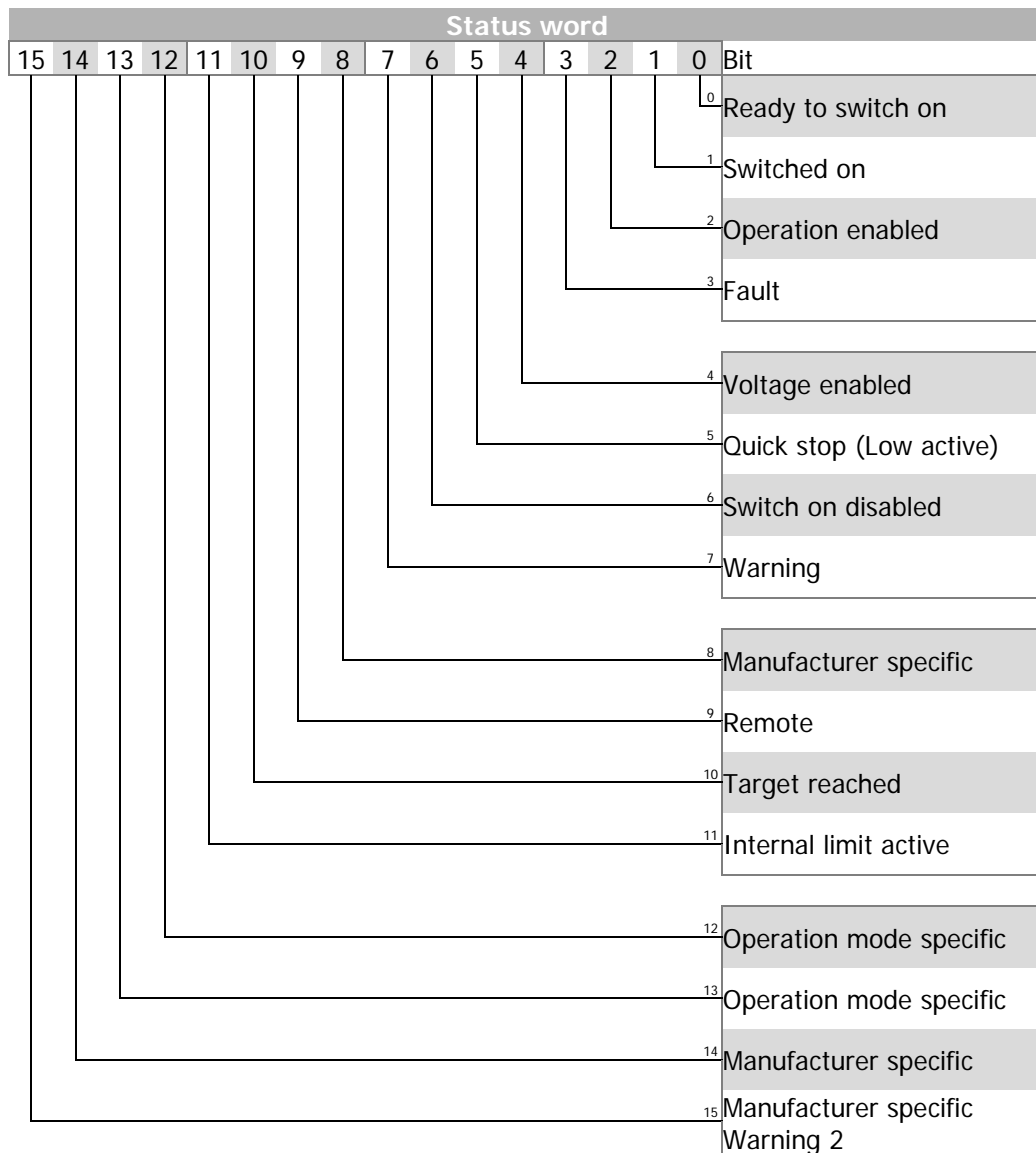 Status word
15 14 13 12 11 10 9 8 7 6 5 4 3 2 1 0 Bit
0 Ready to switch on
1 Switched on
2 Operation enabled
3 Fault
4 Voltage enabled
5 Quick stop (Low active)
6 Switch on disabled
7 Warning
8 Manufacturer specific
9 Remote
10 Target reached
11 Internal limit active
12 Operation mode specific
13 Operation mode specific
14 Manufacturer specific
15 Manufacturer specific
Warning 2